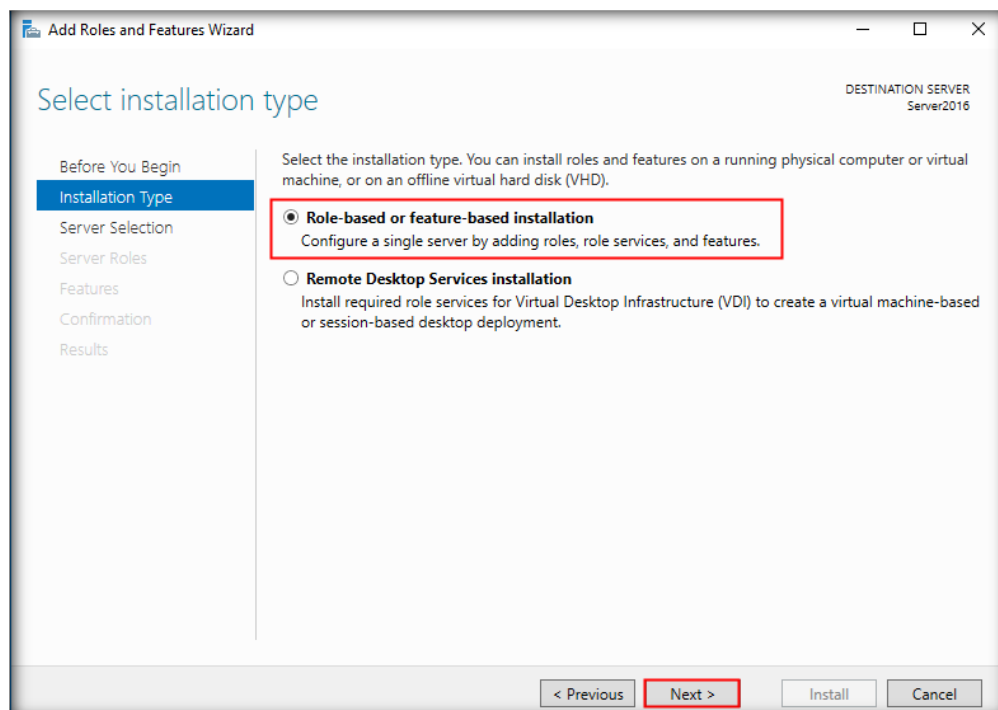 Add Roles and Features Wizard
Select installation type
DESTINATION SERVER
Server2016
Before You Begin
Installation Type
Server Selection
Server Roles
Features
Confirmation
Results
Select the installation type. You can install roles and features on a running physical computer or virtual
machine, or on an offline virtual hard disk (VHD).
Role-based or feature-based installation
Configure a single server by adding roles, role services, and features.
Remote Desktop Services installation
Install required role services for Virtual Desktop Infrastructure (VDI) to create a virtual machine-based
or session-based desktop deployment.
< Previous
Next >
Install
Cancel